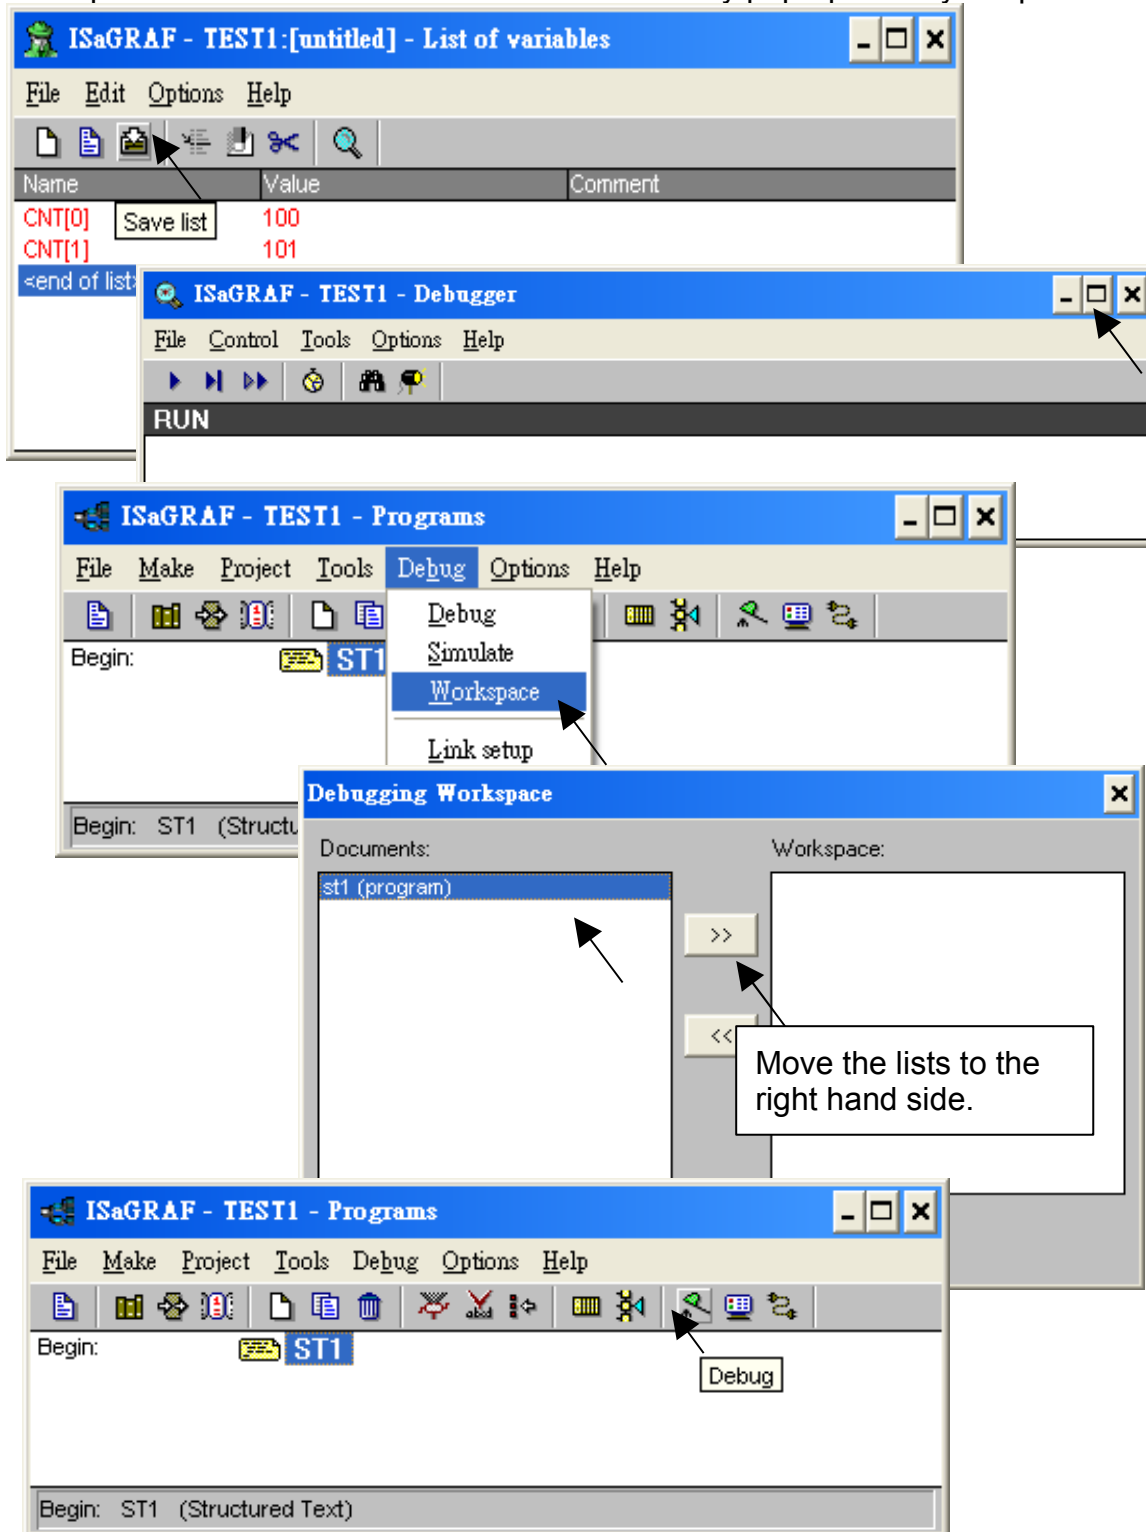 ISaGRAF - TEST1:[untitled] - List of variables
File Edit Options Help
Name Value Comment
CNT[0] 100
Save list
CNT[1] 101
<end of list>
ISaGRAF - TEST1 - Debugger
File Control Tools Options Help
RUN
ISaGRAF - TEST1 - Programs
File Make Project Tools Debug Options Help
Begin: ST1
Debug
Simulate
Workspace
Link setup
Begin: ST1 (Structu
Debugging Workspace
Documents: Workspace:
st1 (program)
>>
<<
Move the lists to the
right hand side.
ISaGRAF - TEST1 - Programs
File Make Project Tools Debug Options Help
Begin: ST1
Debug
Begin: ST1 (Structured Text)